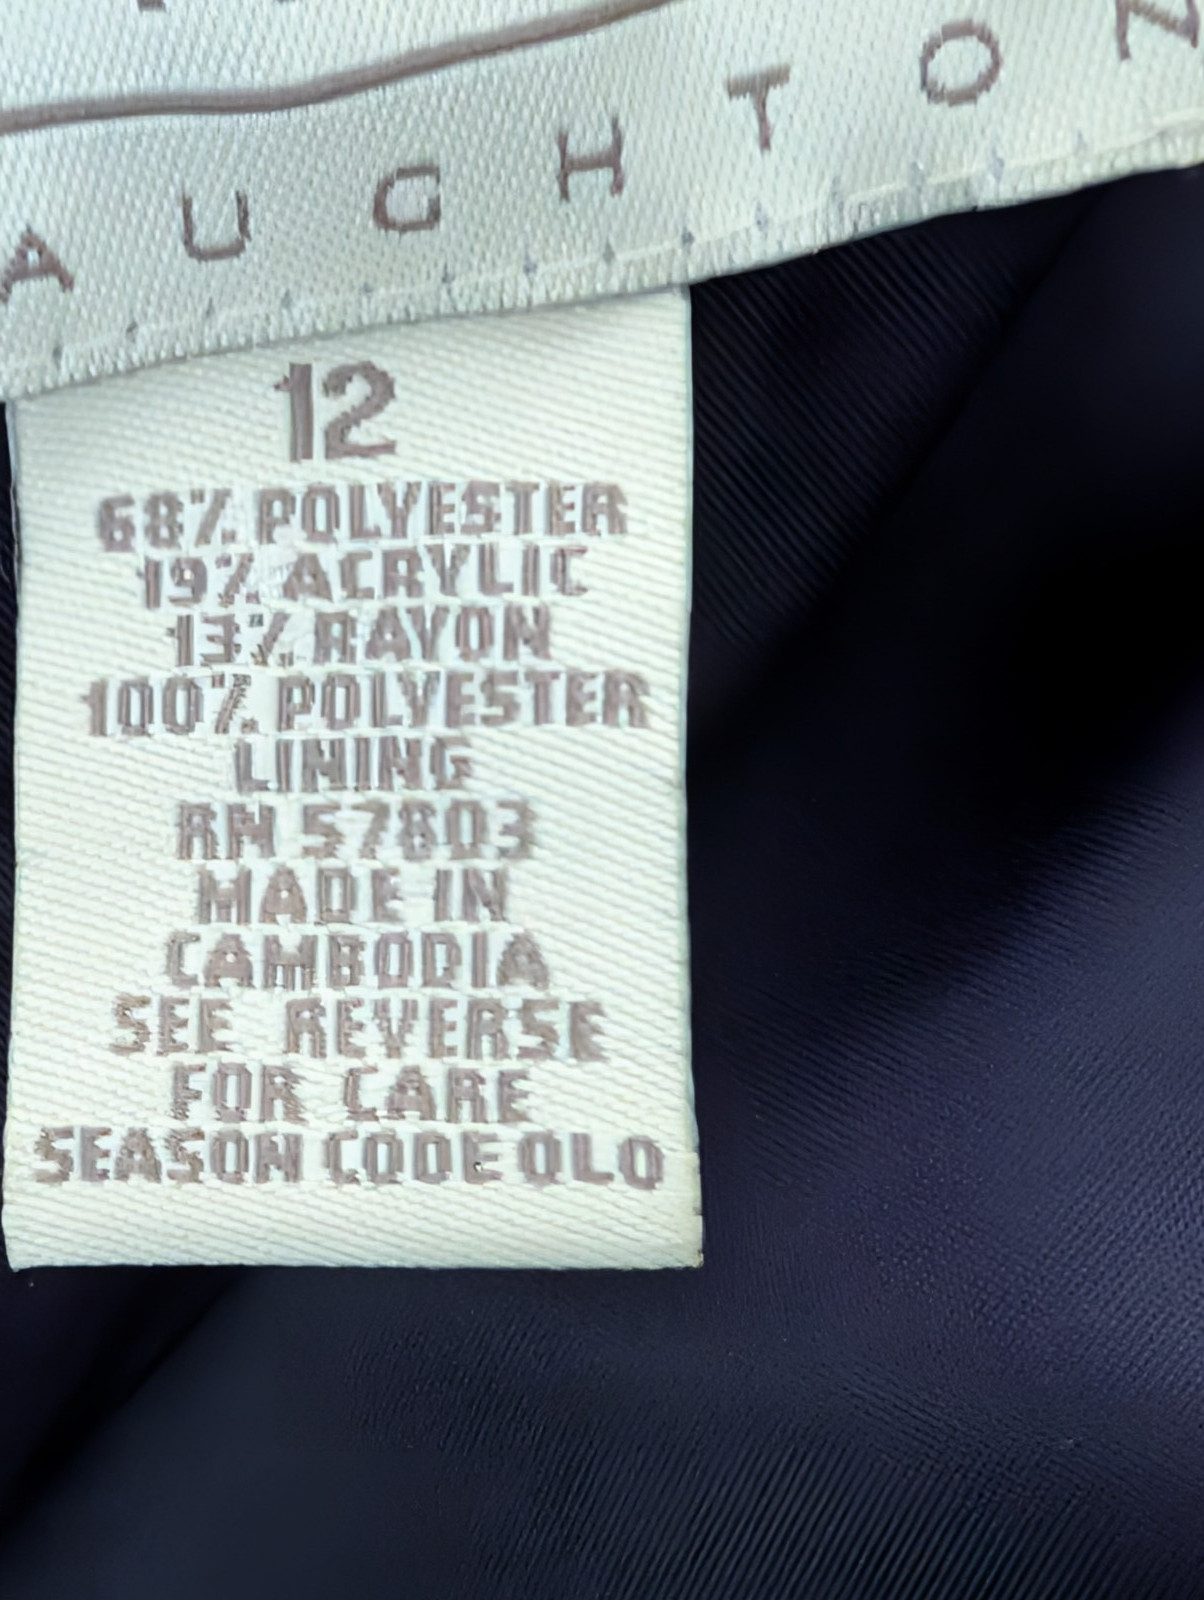 AUGHTON
12
68% POLYESTER
19% ACRYLIC
13% RAYON
100% POLYESTER
LINING
RN 57803
MADE IN
CAMBODIA
SEE REVERSE
FOR CARE
SEASON CODE OLO